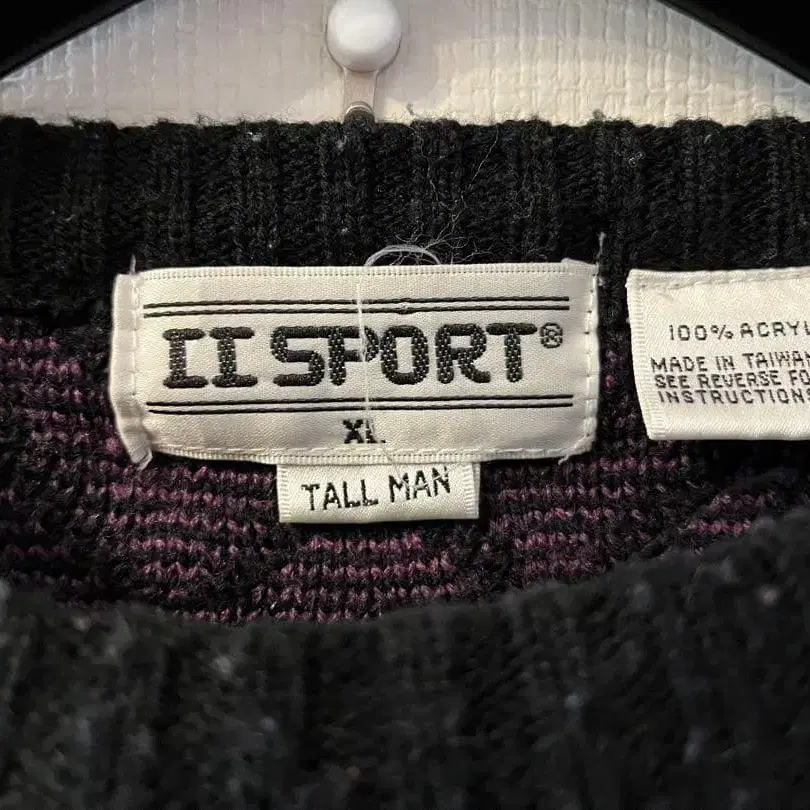 II SPORT®
XL
TALL MAN
100% ACRYL
MADE IN TAIWAN
SEE REVERSE FO
INSTRUCTIONS